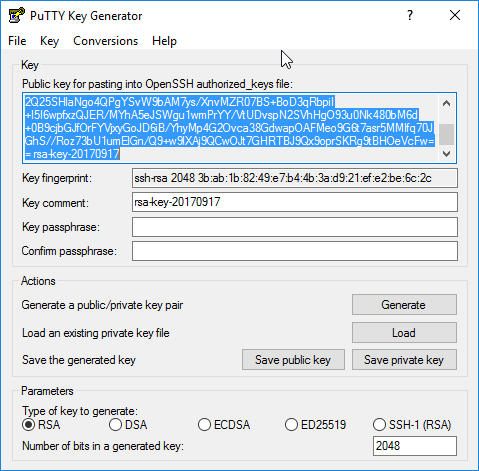 PuTTY Key Generator
File Key Conversions Help
Key
Public key for pasting into OpenSSH authorized_keys file:
2Q25SHlaNgo4QPgYSvW9bAM7ys/XnvMZR07BS+BoD3qRbpiI
+I5I6wpfxzQJER/MYhA5eJSWgu1wmPrYY/VtUDvspN2SVhHgO93u0Nk480bM6d
+0B9cjbGJfOrFYVjxyGoJD6iB/YhyMp4G2Ovca38GdwapOAFMeo9G6t7asr5MMlfq70J
GhS//Roz73bU1umEIGn/Q9+w9IXAj9QCwOJt7GHRTBJ9Qx9oprSKRg9tBHOeVcFw=
= rsa-key-20170917
Key fingerprint: ssh-rsa 2048 3b:ab:1b:82:49:e7:b4:4b:3a:d9:21:ef:e2:be:6c:2c
Key comment: rsa-key-20170917
Key passphrase:
Confirm passphrase:
Actions
Generate a public/private key pair Generate
Load an existing private key file Load
Save the generated key Save public key Save private key
Parameters
Type of key to generate:
RSA DSA ECDSA ED25519 SSH-1 (RSA)
Number of bits in a generated key: 2048